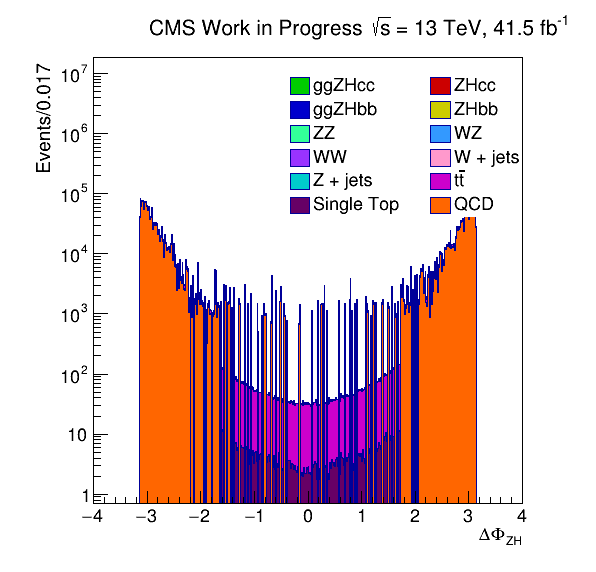 CMS Work in Progress √s = 13 TeV, 41.5 fb⁻¹
Events/0.017
10⁷
10⁶
10⁵
10⁴
10³
10²
10
1
ggZHcc ZHcc
ggZHbb ZHbb
ZZ WZ
WW W + jets
Z + jets tt̄
Single Top QCD
−4 −3 −2 −1 0 1 2 3 4
ΔΦ_ZH